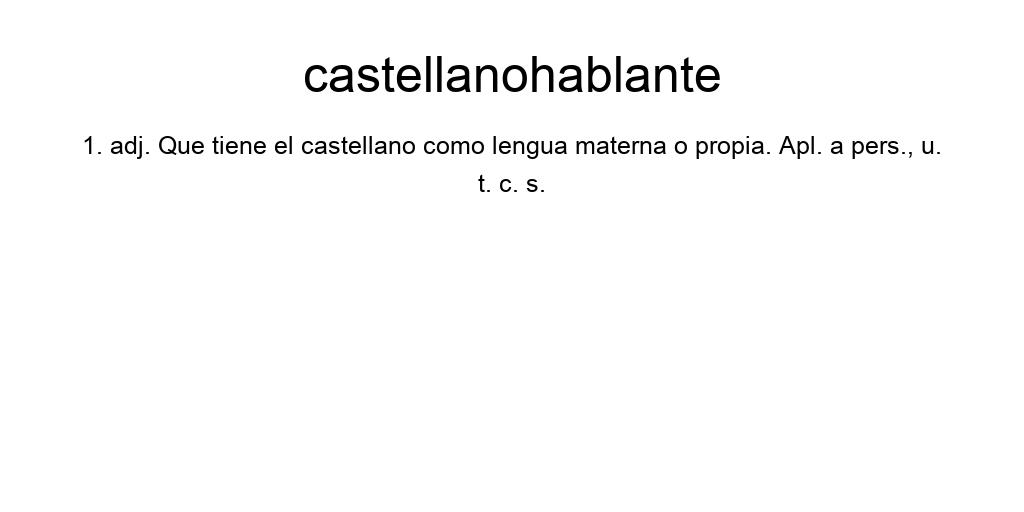 castellanohablante
1. adj. Que tiene el castellano como lengua materna o propia. Apl. a pers., u.
t. c. s.